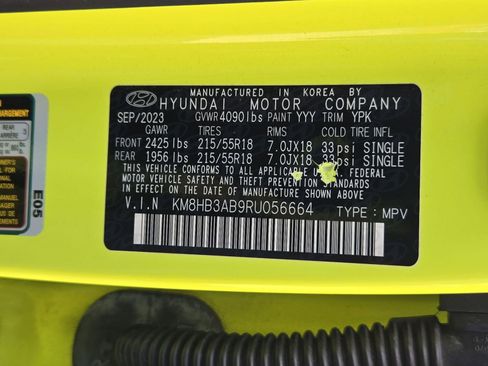 MANUFACTURED IN KOREA BY
HYUNDAI MOTOR COMPANY
SEP/2023 GVWR 4090lbs PAINT YYY TRIM YPK
GAWR TIRES RIMS COLD TIRE INFL
FRONT 2425lbs 215/55R18 7.0JX18 33psi SINGLE
REAR 1956lbs 215/55R18 7.0JX18 33psi SINGLE
THIS VEHICLE CONFORMS TO ALL U.S.A. FEDERAL
MOTOR VEHICLE SAFETY AND THEFT PREVENTION STANDARDS
IN EFFECT ON THE DATE OF MANUFACTURE SHOWN ABOVE
V.I.N KM8HB3AB9RU056664 TYPE: MPV
REAR
ARRIÈRE
3
E05